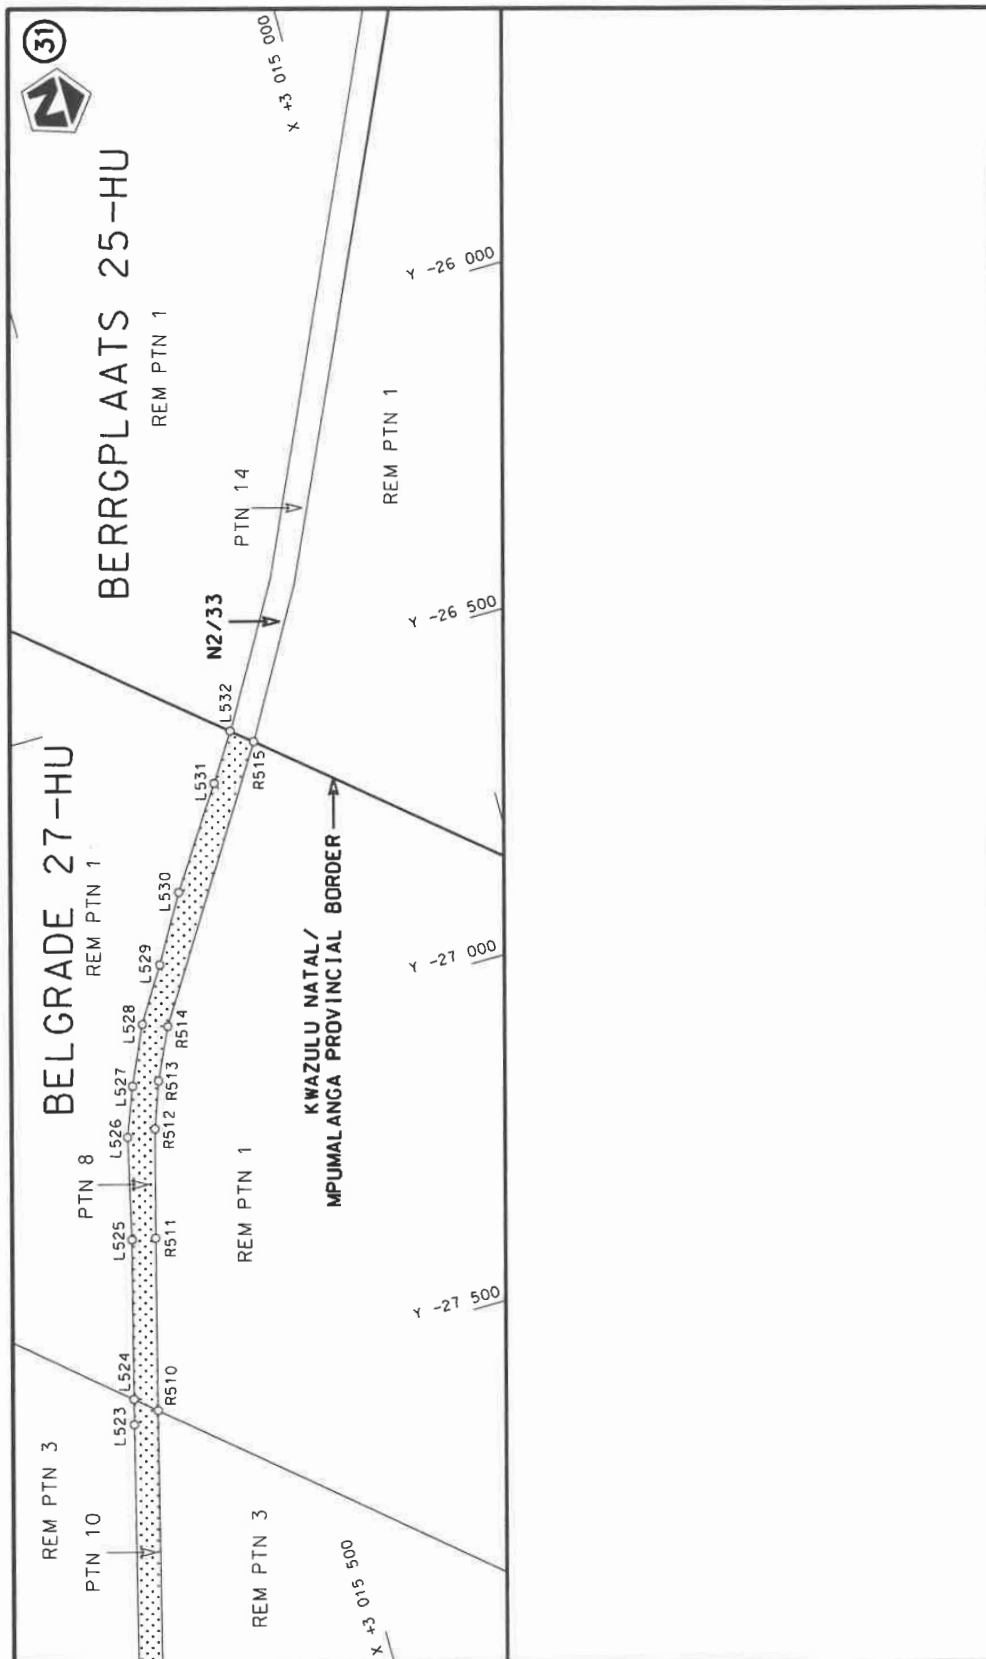 31
N
X +3 015 000
BERRGPLAATS 25-HU
REM PTN 1
Y -26 000
REM PTN 1
PTN 14
N2/33
Y -26 500
L532
R515
L531
BELGRADE 27-HU
REM PTN 1
L530
L529
L528
R514
L527
R513
L526
R512
KWAZULU NATAL/
MPUMALANGA PROVINCIAL BORDER
Y -27 000
PTN 8
L525
R511
REM PTN 1
Y -27 500
L524
R510
L523
REM PTN 3
PTN 10
REM PTN 3
X +3 015 500